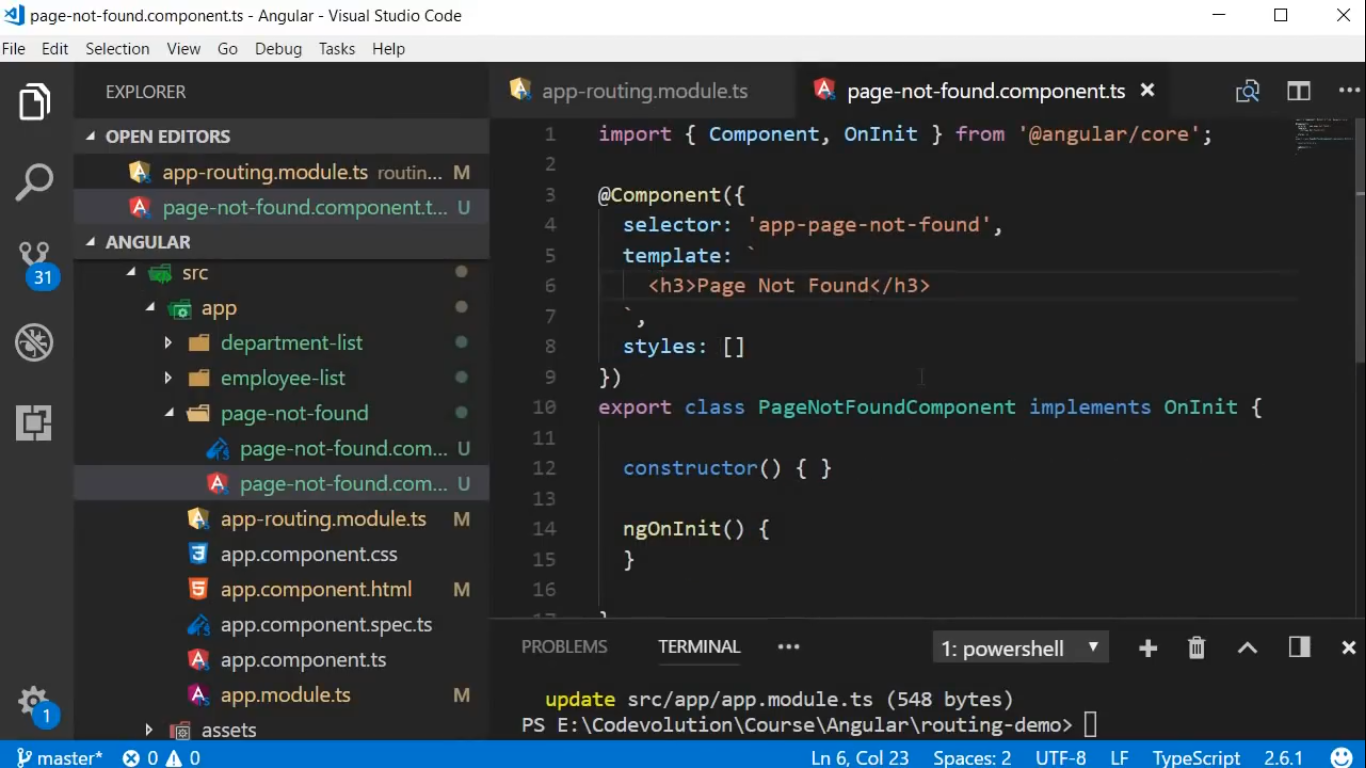 page-not-found.component.ts - Angular - Visual Studio Code
File Edit Selection View Go Debug Tasks Help
EXPLORER
OPEN EDITORS
app-routing.module.ts routin... M
page-not-found.component.t... U
ANGULAR
src
app
department-list
employee-list
page-not-found
page-not-found.com... U
page-not-found.com... U
app-routing.module.ts M
app.component.css
app.component.html M
app.component.spec.ts
app.component.ts
app.module.ts M
assets
31
1
app-routing.module.ts page-not-found.component.ts
1 import { Component, OnInit } from '@angular/core';
2
3 @Component({
4 selector: 'app-page-not-found',
5 template: `
6 <h3>Page Not Found</h3>
7 `,
8 styles: []
9 })
10 export class PageNotFoundComponent implements OnInit {
11
12 constructor() { }
13
14 ngOnInit() {
15 }
16
17 }
PROBLEMS TERMINAL ••• 1: powershell
update src/app/app.module.ts (548 bytes)
PS E:\Codevolution\Course\Angular\routing-demo>
master* 0 0 Ln 6, Col 23 Spaces: 2 UTF-8 LF TypeScript 2.6.1